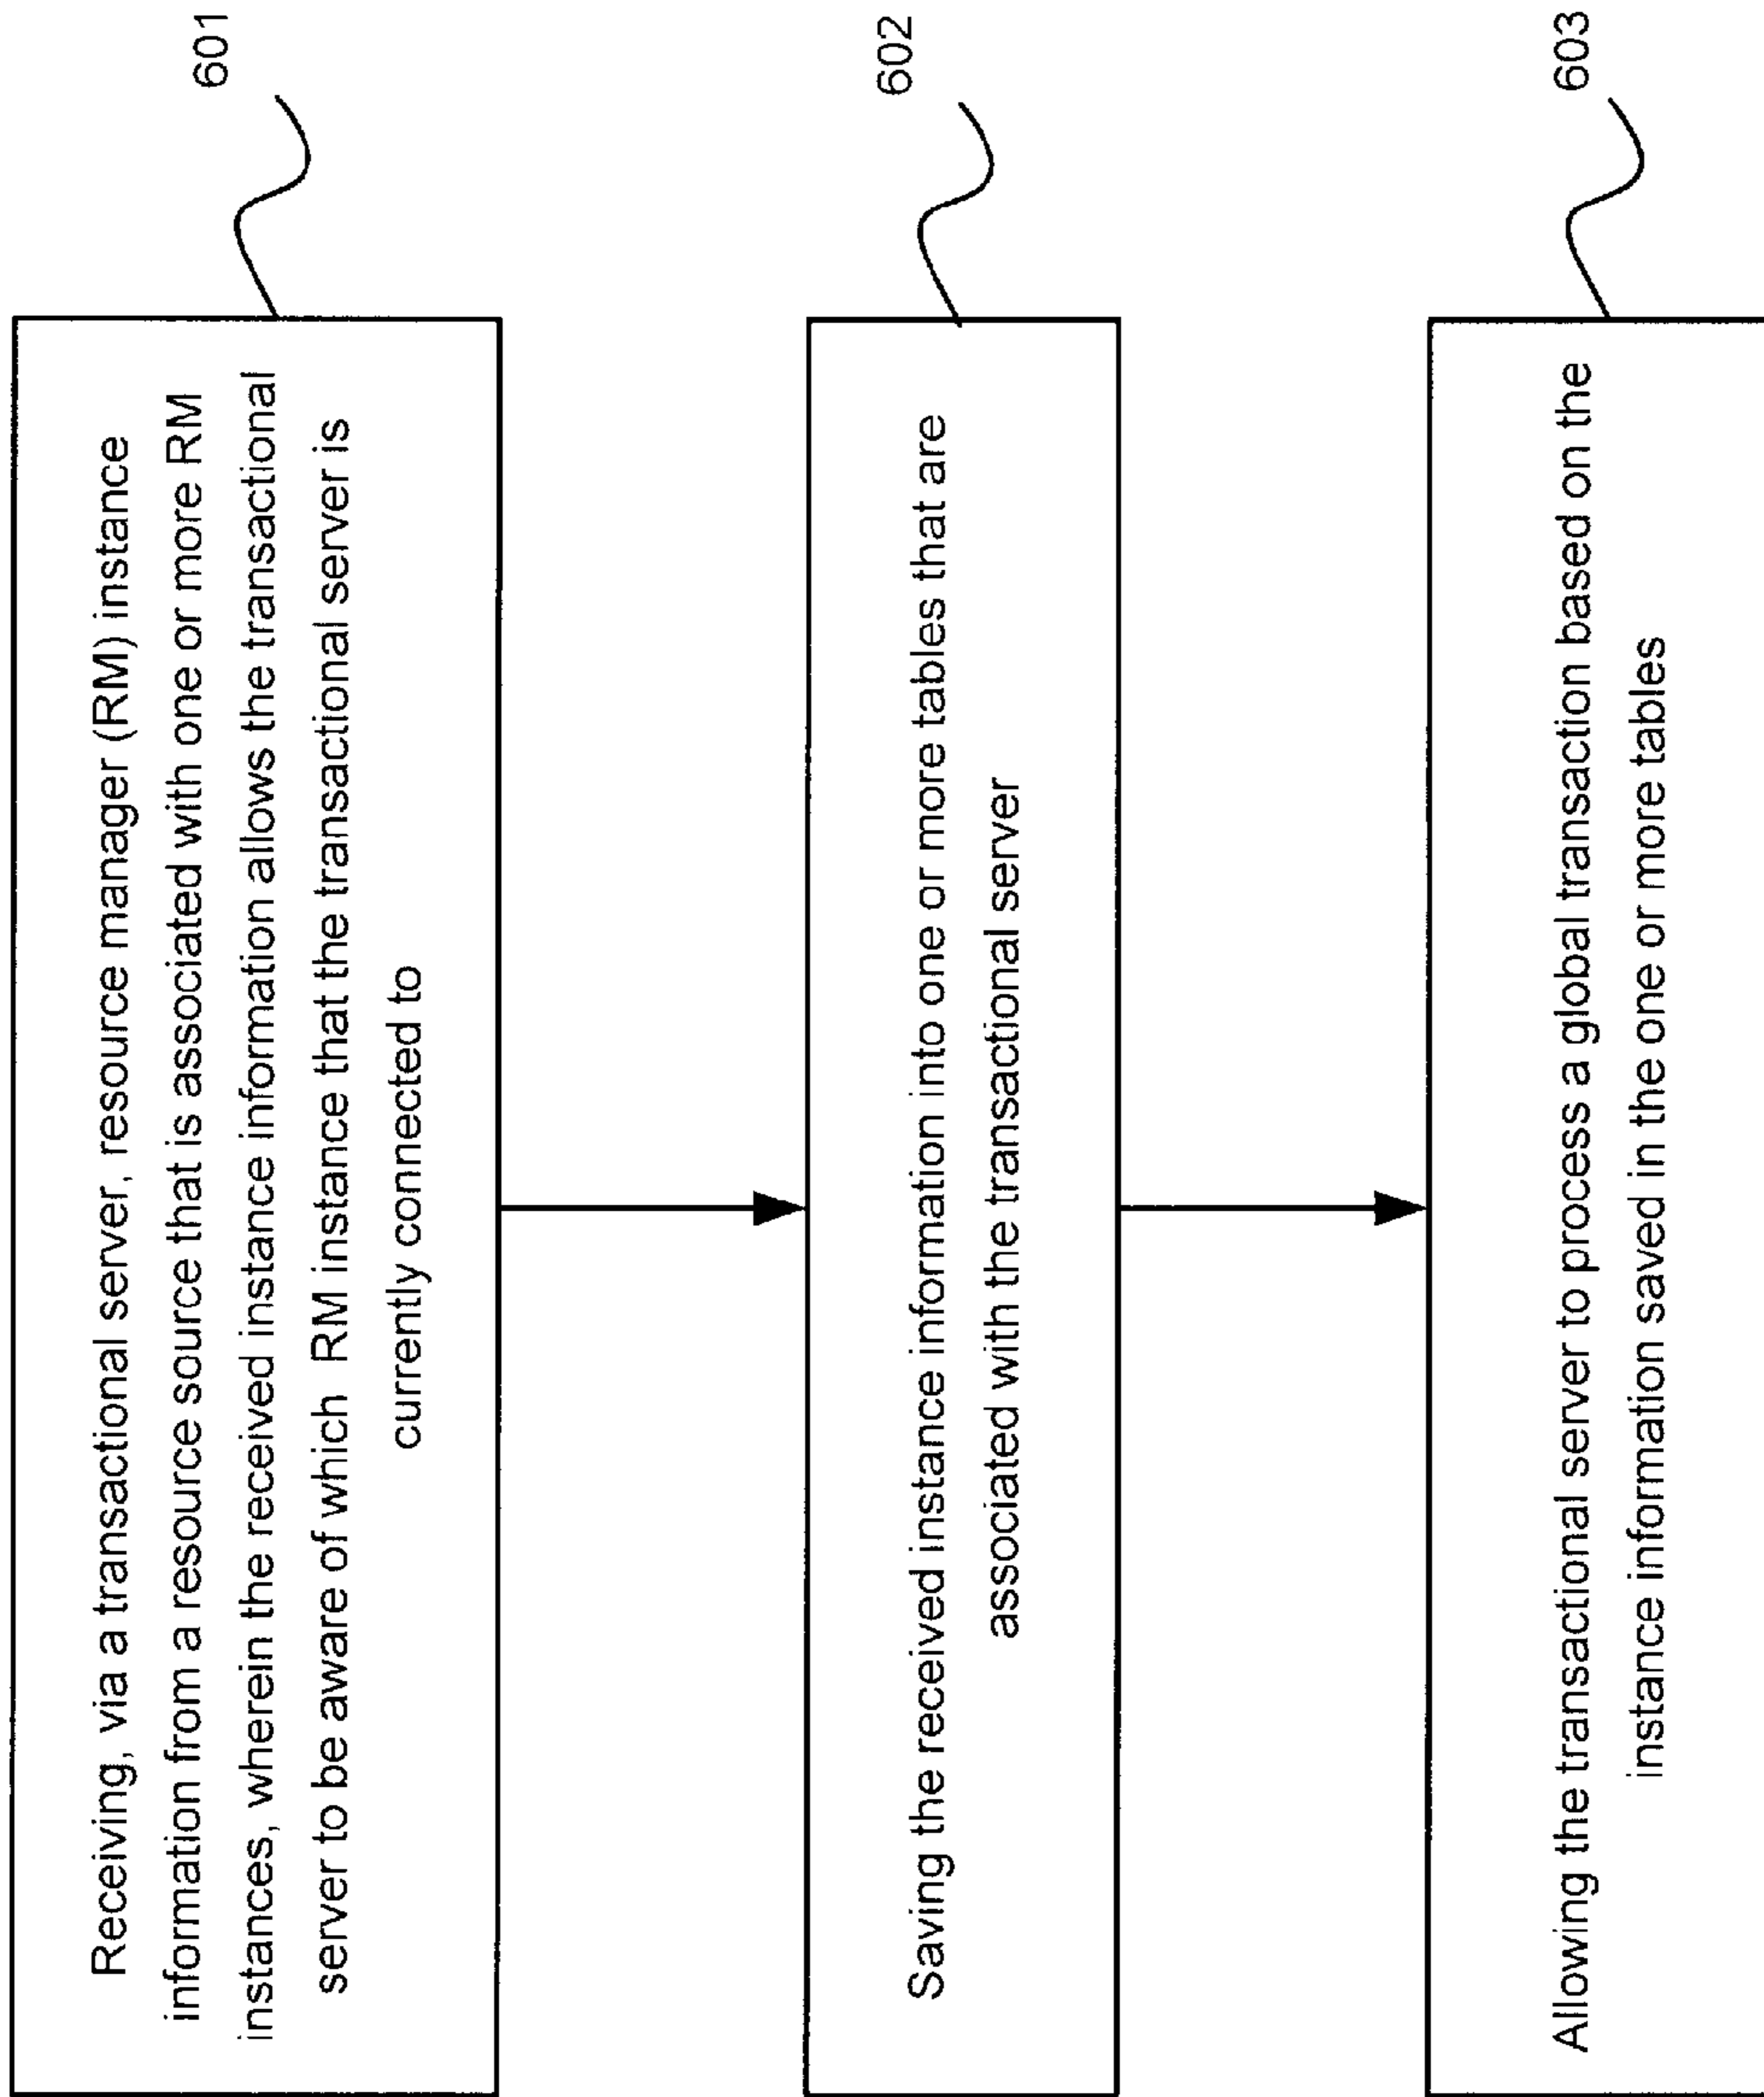 Receiving, via a transactional server, resource manager (RM) instance
information from a resource source that is associated with one or more RM
instances, wherein the received instance information allows the transactional
server to be aware of which RM instance that the transactional server is
currently connected to
601
Saving the received instance information into one or more tables that are
associated with the transactional server
602
Allowing the transactional server to process a global transaction based on the
instance information saved in the one or more tables
603